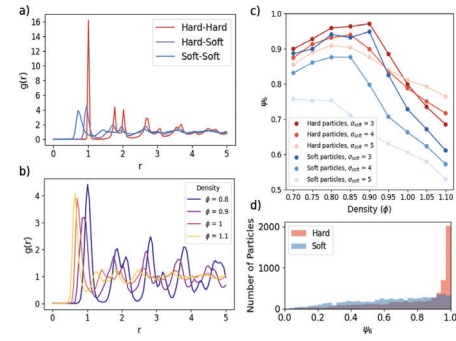 a)
16
14
12
10
8
6
4
2
0
g(r)
0 1 2 3 4 5
r
Hard-Hard
Hard-Soft
Soft-Soft
b)
4
3
2
1
0
g(r)
0 1 2 3 4 5
r
Density
ϕ = 0.8
ϕ = 0.9
ϕ = 1
ϕ = 1.1
c)
1.0
0.9
0.8
0.7
0.6
0.5
ψ₆
Hard particles, σsoft = 3
Hard particles, σsoft = 4
Hard particles, σsoft = 5
Soft particles, σsoft = 3
Soft particles, σsoft = 4
Soft particles, σsoft = 5
0.70 0.75 0.80 0.85 0.90 0.95 1.00 1.05 1.10
Density (ϕ)
d)
Number of Particles
2000
1000
0
Hard
Soft
0.0 0.2 0.4 0.6 0.8 1.0
ψ₆